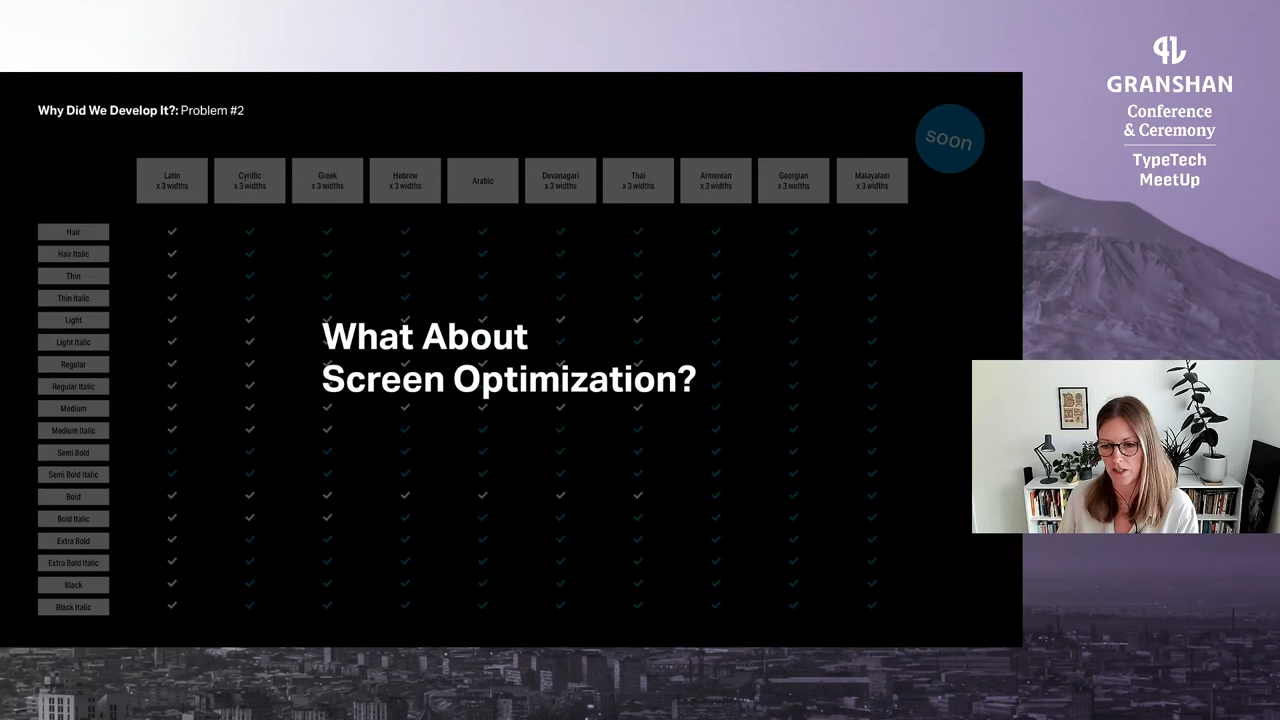 Why Did We Develop It?: Problem #2
soon
Latin
x 3 widths
Cyrillic
x 3 widths
Greek
x 3 widths
Hebrew
x 3 widths
Arabic
Devanagari
x 3 widths
Thai
x 3 widths
Armenian
x 3 widths
Georgian
x 3 widths
Malayalam
x 3 widths
Hair
Hair Italic
Thin
Thin Italic
Light
Light Italic
Regular
Regular Italic
Medium
Medium Italic
Semi Bold
Semi Bold Italic
Bold
Bold Italic
Extra Bold
Extra Bold Italic
Black
Black Italic
What About
Screen Optimization?
GRANSHAN
Conference
& Ceremony
TypeTech
MeetUp